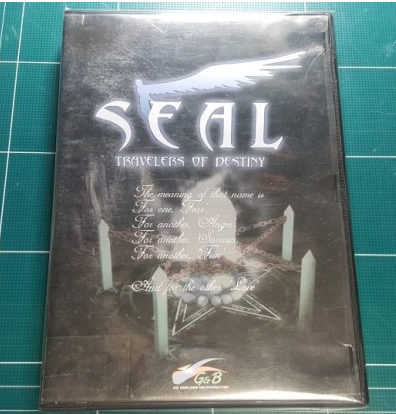 SEAL
TRAVELERS OF DESTINY
The meaning of that name is
For one, Fear,
For another, Anger
For another, Sorrow
For another, Fun
And for the other, Love
G&B